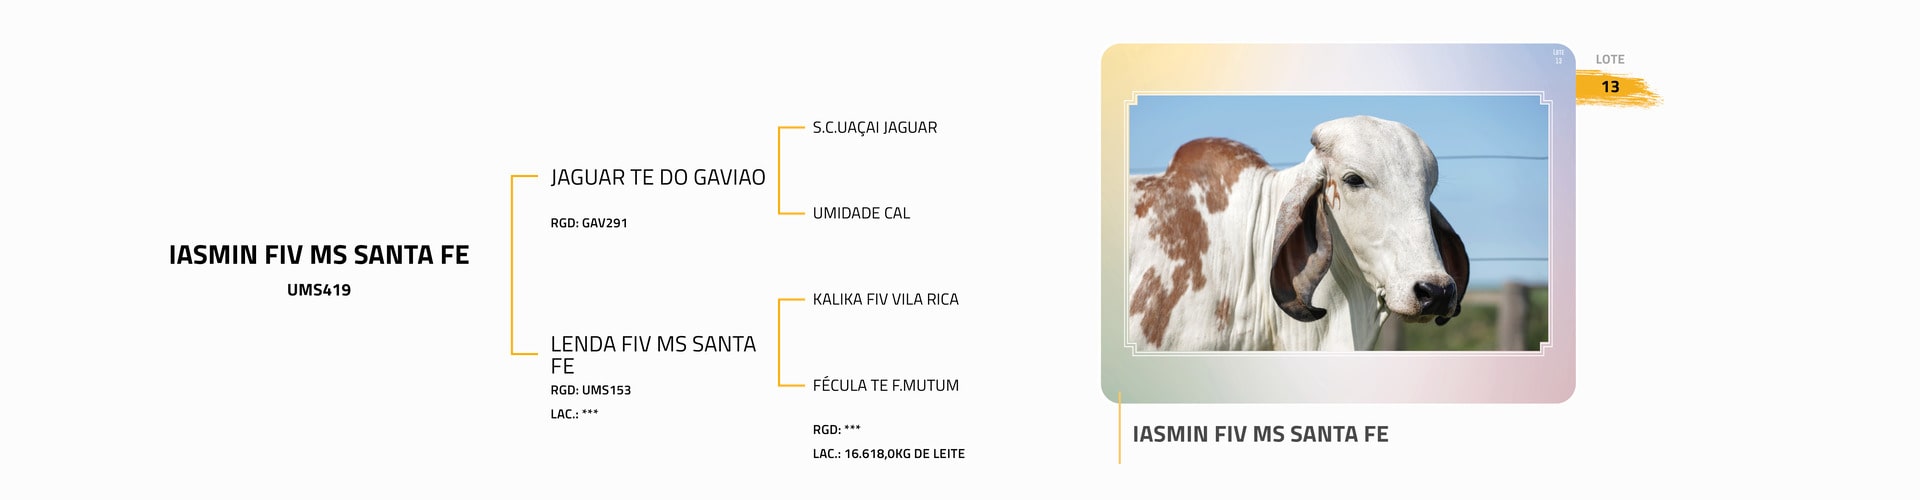 IASMIN FIV MS SANTA FE
UMS419
JAGUAR TE DO GAVIAO
RGD: GAV291
LENDA FIV MS SANTA
FE
RGD: UMS153
LAC.: ***
S.C.UAÇAI JAGUAR
UMIDADE CAL
KALIKA FIV VILA RICA
FÉCULA TE F.MUTUM
RGD: ***
LAC.: 16.618,0KG DE LEITE
LOTE
13
LOTE
13
IASMIN FIV MS SANTA FE